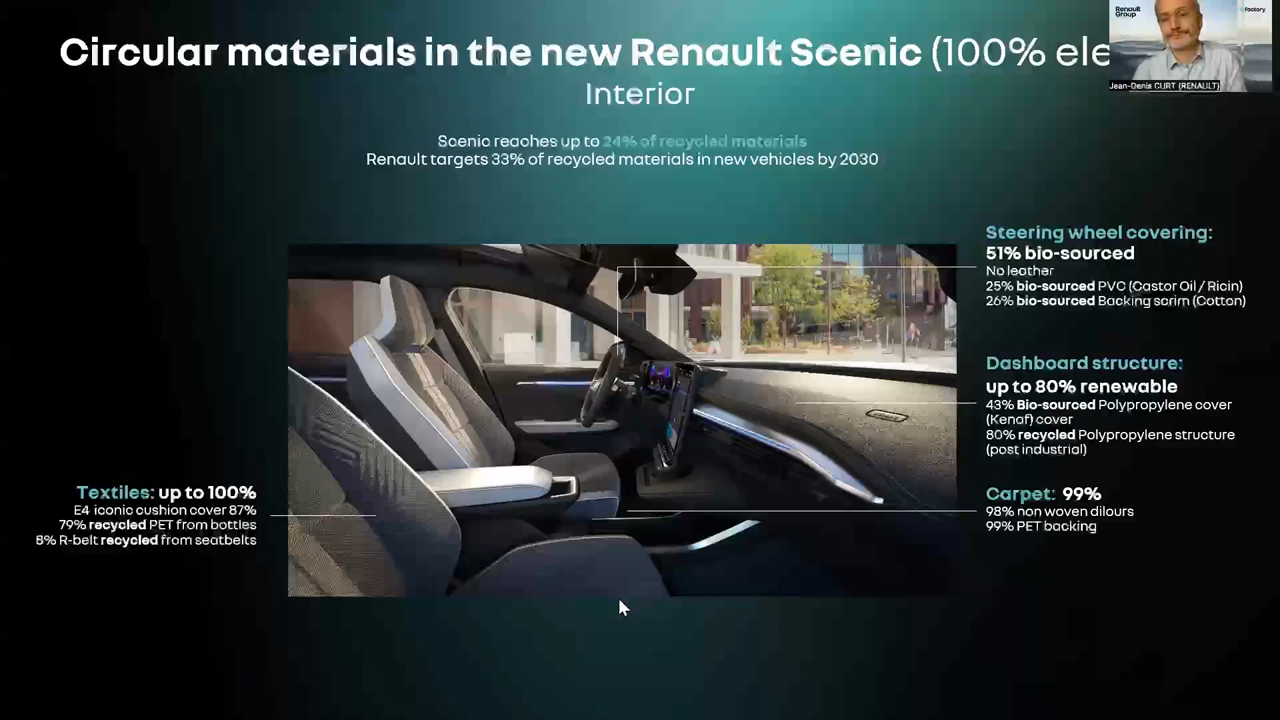 Circular materials in the new Renault Scenic (100% ele
Interior
Scenic reaches up to 24% of recycled materials
Renault targets 33% of recycled materials in new vehicles by 2030
Renault
Group
factory
Jean-Denis CURT (RENAULT)
Steering wheel covering:
51% bio-sourced
No leather
25% bio-sourced PVC (Castor Oil / Ricin)
26% bio-sourced Backing scrim (Cotton)
Dashboard structure:
up to 80% renewable
43% Bio-sourced Polypropylene cover
(Kenaf) cover
80% recycled Polypropylene structure
(post industrial)
Carpet: 99%
98% non woven dilours
99% PET backing
Textiles: up to 100%
E4 iconic cushion cover 87%
79% recycled PET from bottles
8% R-belt recycled from seatbelts